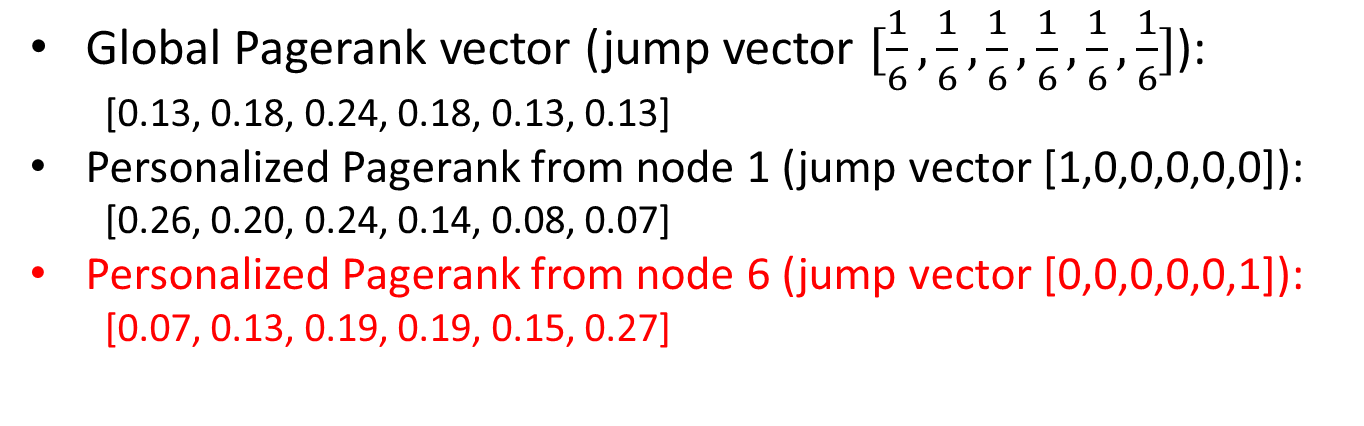 • Global Pagerank vector (jump vector [1/6, 1/6, 1/6, 1/6, 1/6, 1/6]):
[0.13, 0.18, 0.24, 0.18, 0.13, 0.13]
• Personalized Pagerank from node 1 (jump vector [1,0,0,0,0,0]):
[0.26, 0.20, 0.24, 0.14, 0.08, 0.07]
• Personalized Pagerank from node 6 (jump vector [0,0,0,0,0,1]):
[0.07, 0.13, 0.19, 0.19, 0.15, 0.27]